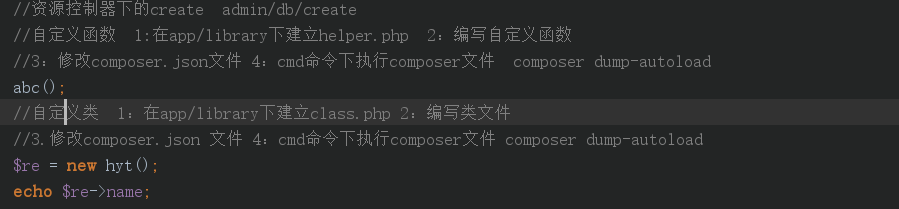 //资源控制器下的create  admin/db/create
//自定义函数  1:在app/library下建立helper.php  2：编写自定义函数
//3：修改composer.json文件 4：cmd命令下执行composer文件  composer dump-autoload
abc();
//自定义类  1：在app/library下建立class.php 2：编写类文件
//3.修改composer.json 文件 4：cmd命令下执行composer文件 composer dump-autoload
$re = new hyt();
echo $re->name;